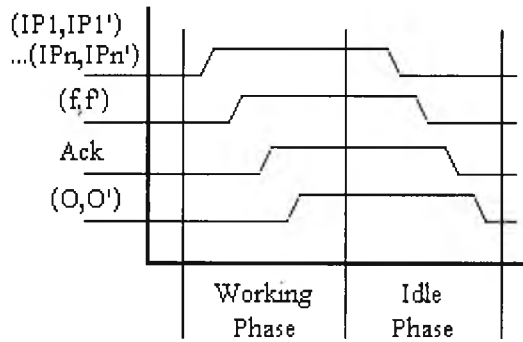 (IP1,IP1')
...(IPn,IPn')
(f,f')
Ack
(O,O')
Working
Phase
Idle
Phase